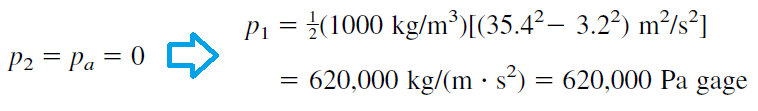 p₁ = ½(1000 kg/m³)[(35.4² – 3.2²) m²/s²]
p₂ = pₐ = 0
= 620,000 kg/(m · s²) = 620,000 Pa gage